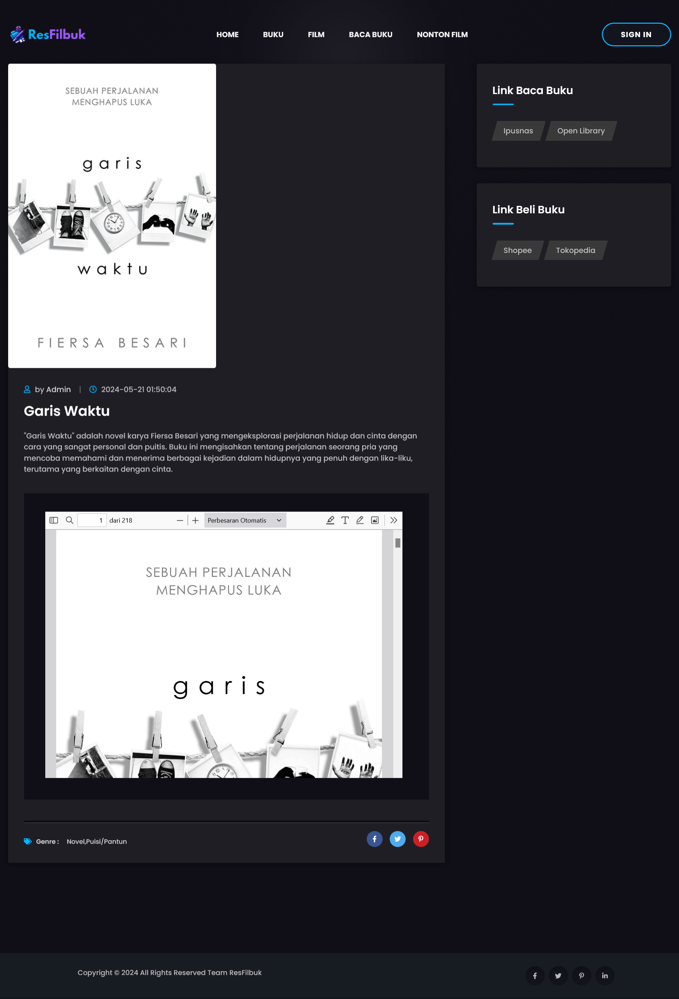 ResFilbuk
HOME
BUKU
FILM
BACA BUKU
NONTON FILM
SIGN IN
SEBUAH PERJALANAN
MENGHAPUS LUKA
garis
waktu
FIERSA BESARI
by Admin | 2024-05-21 01:50:04
Garis Waktu
"Garis Waktu" adalah novel karya Fiersa Besari yang mengeksplorasi perjalanan hidup dan cinta dengan
cara yang sangat personal dan puitis. Buku ini mengisahkan tentang perjalanan seorang pria yang
mencoba memahami dan menerima berbagai kejadian dalam hidupnya yang penuh dengan lika-liku,
terutama yang berkaitan dengan cinta.
1 dari 218
Perbesaran Otomatis
SEBUAH PERJALANAN
MENGHAPUS LUKA
garis
Genre : Novel,Puisi/Pantun
Link Baca Buku
Ipusnas
Open Library
Link Beli Buku
Shopee
Tokopedia
Copyright © 2024 All Rights Reserved Team ResFilbuk